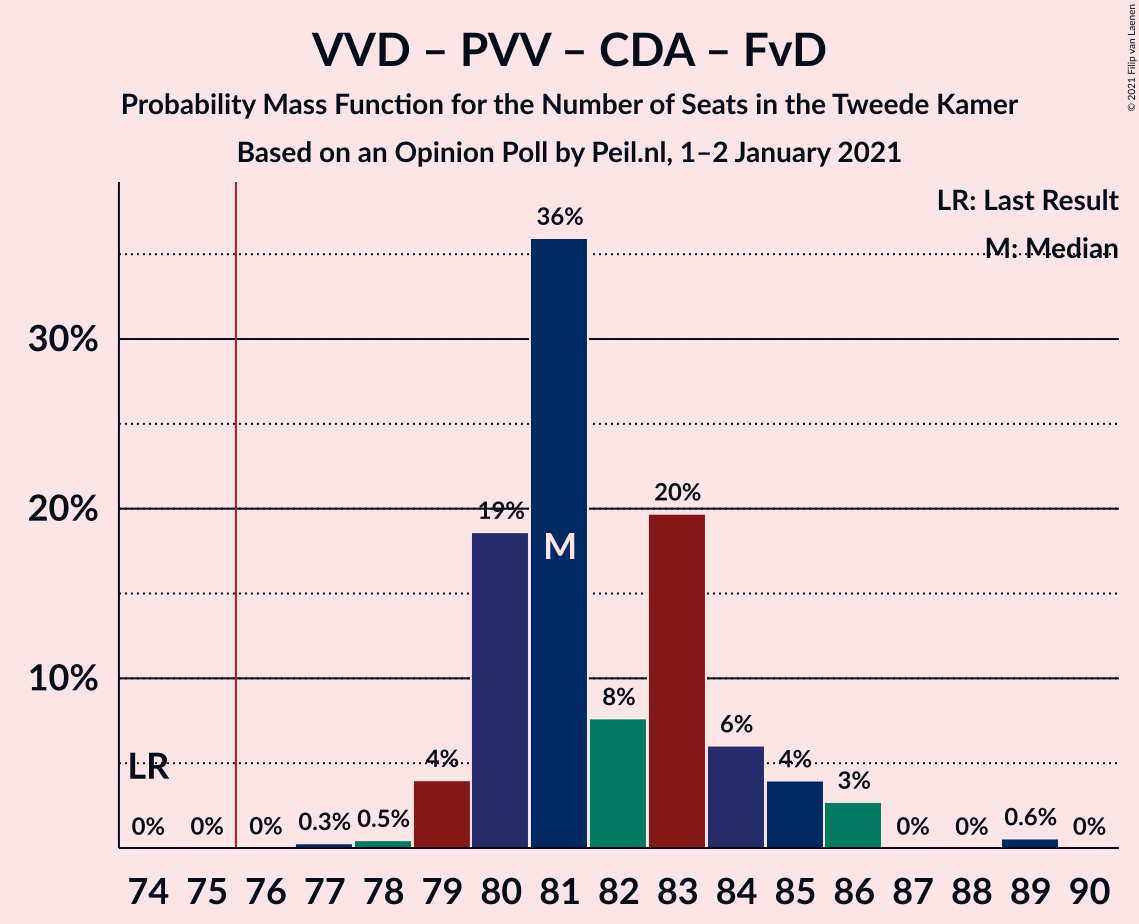 VVD – PVV – CDA – FvD
Probability Mass Function for the Number of Seats in the Tweede Kamer
Based on an Opinion Poll by Peil.nl, 1–2 January 2021
© 2021 Filip van Laenen
LR: Last Result
M: Median
36%
30%
20%
20%
19%
M
10%
8%
6%
4%
4%
3%
LR
0%
0%
0%
0.3%
0.5%
0%
0%
0.6%
0%
74 75 76 77 78 79 80 81 82 83 84 85 86 87 88 89 90